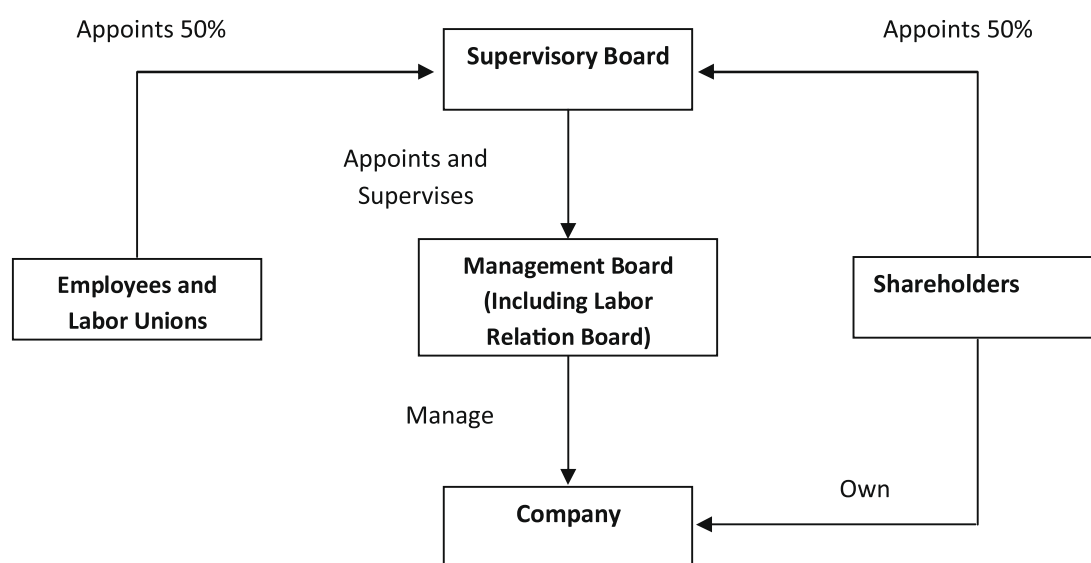 Appoints 50%
Appoints 50%
Supervisory Board
Appoints and
Supervises
Employees and
Labor Unions
Management Board
(Including Labor
Relation Board)
Shareholders
Manage
Own
Company